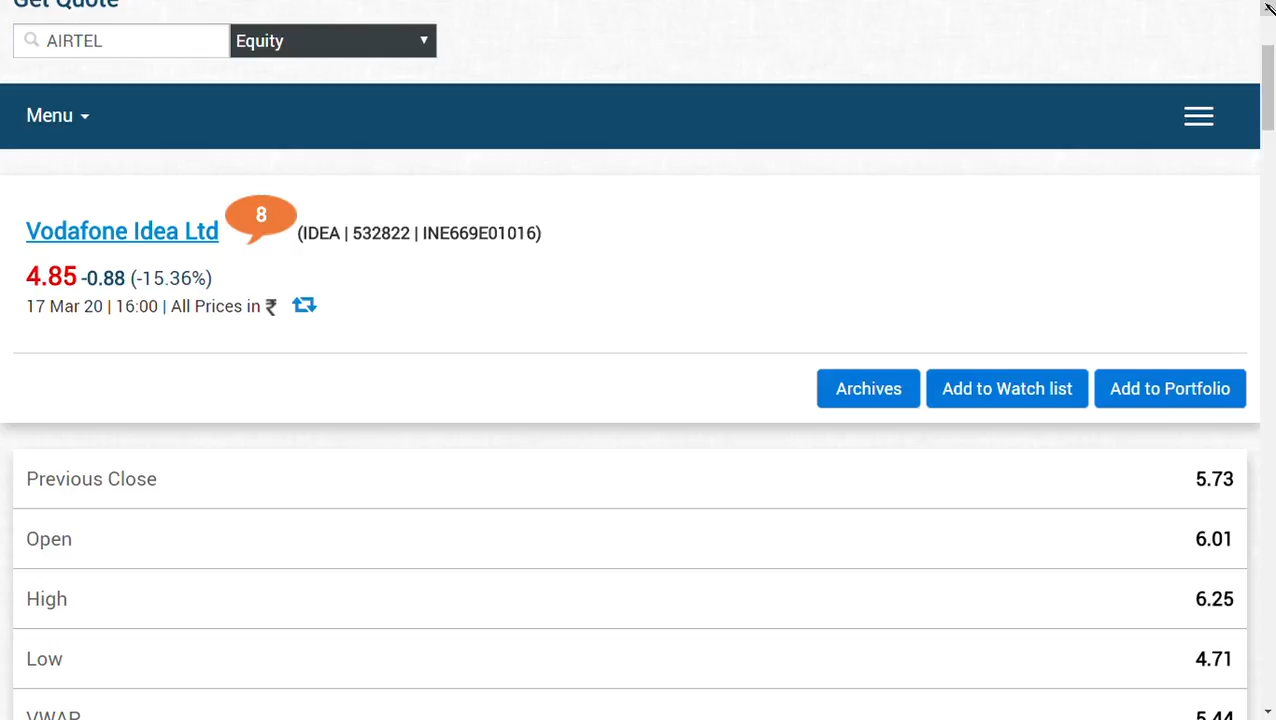 Get Quote
AIRTEL
Equity
Menu
Vodafone Idea Ltd 8 (IDEA | 532822 | INE669E01016)
4.85 -0.88 (-15.36%)
17 Mar 20 | 16:00 | All Prices in ₹
Archives Add to Watch list Add to Portfolio
Previous Close 5.73
Open 6.01
High 6.25
Low 4.71
VWAP 5.44